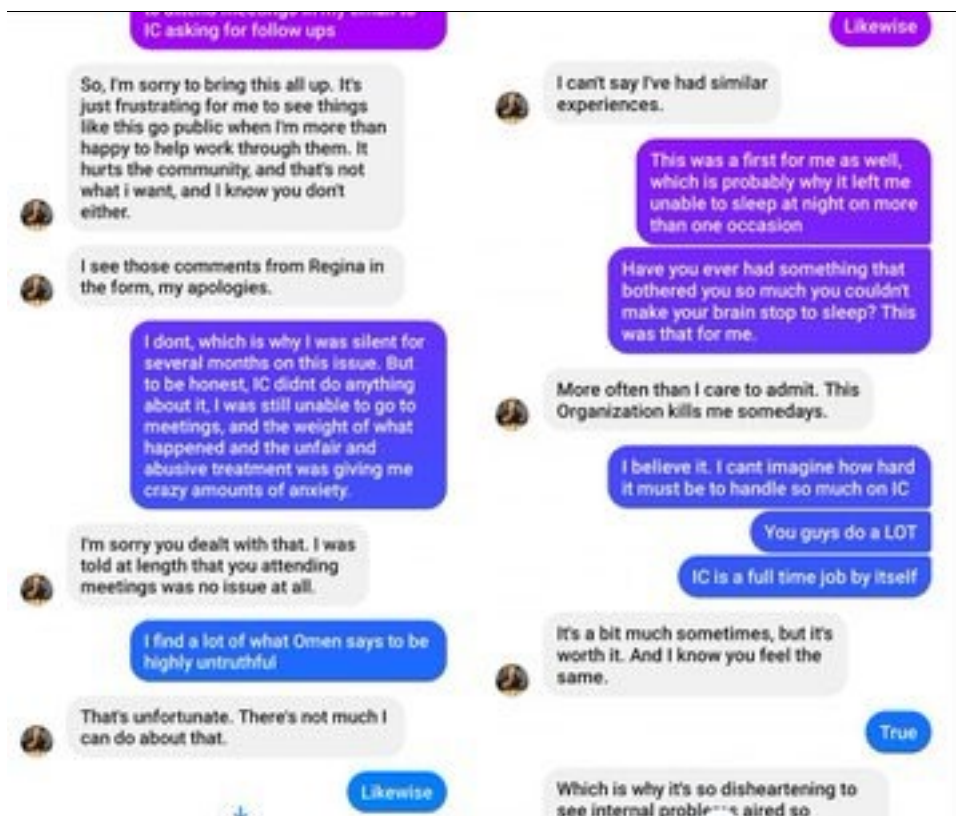 to attend meetings in my email to
IC asking for follow ups
So, I'm sorry to bring this all up. It's
just frustrating for me to see things
like this go public when I'm more than
happy to help work through them. It
hurts the community, and that's not
what i want, and I know you don't
either.
I see those comments from Regina in
the form, my apologies.
I dont, which is why I was silent for
several months on this issue. But
to be honest, IC didnt do anything
about it, I was still unable to go to
meetings, and the weight of what
happened and the unfair and
abusive treatment was giving me
crazy amounts of anxiety.
I'm sorry you dealt with that. I was
told at length that you attending
meetings was no issue at all.
I find a lot of what Omen says to be
highly untruthful
That's unfortunate. There's not much I
can do about that.
Likewise
Likewise
I can't say I've had similar
experiences.
This was a first for me as well,
which is probably why it left me
unable to sleep at night on more
than one occasion
Have you ever had something that
bothered you so much you couldn't
make your brain stop to sleep? This
was that for me.
More often than I care to admit. This
Organization kills me somedays.
I believe it. I cant imagine how hard
it must be to handle so much on IC
You guys do a LOT
IC is a full time job by itself
It's a bit much sometimes, but it's
worth it. And I know you feel the
same.
True
Which is why it's so disheartening to
see internal problems aired so